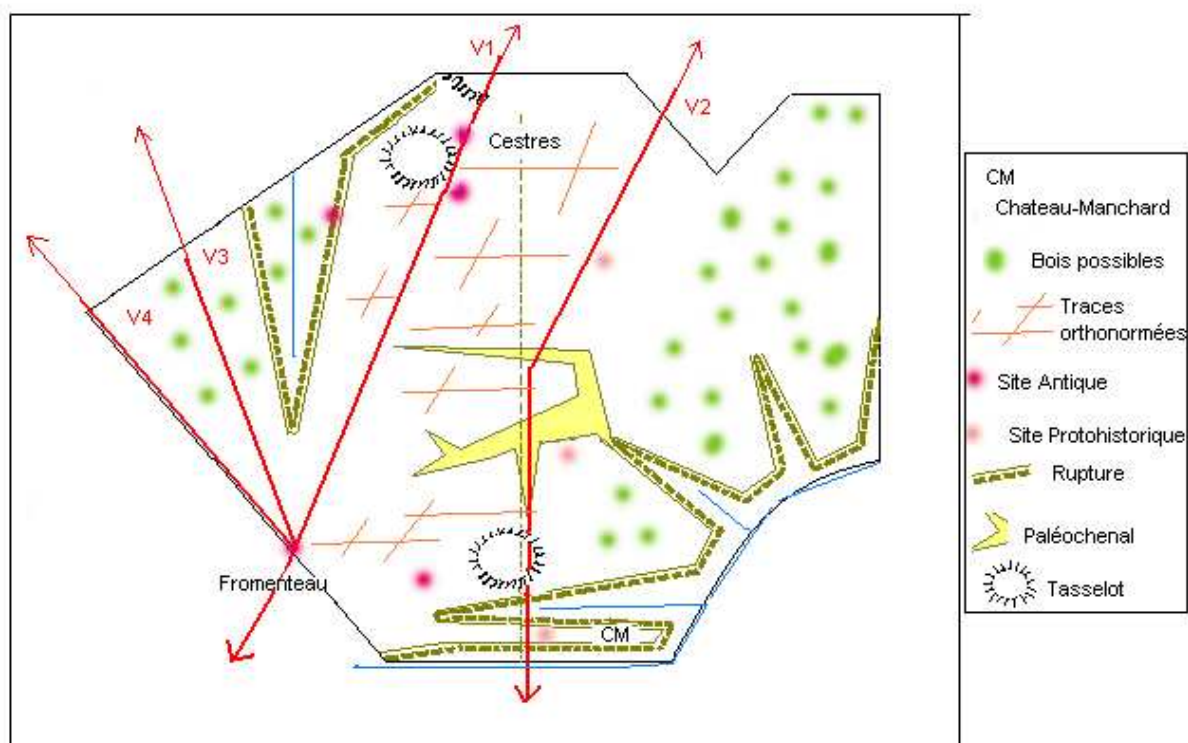 V1
V2
Cestres
V3
V4
Fromenteau
CM
CM
Chateau-Manchard
Bois possibles
Traces
orthonormées
Site Antique
Site Protohistorique
Rupture
Paléochenal
Tasselot